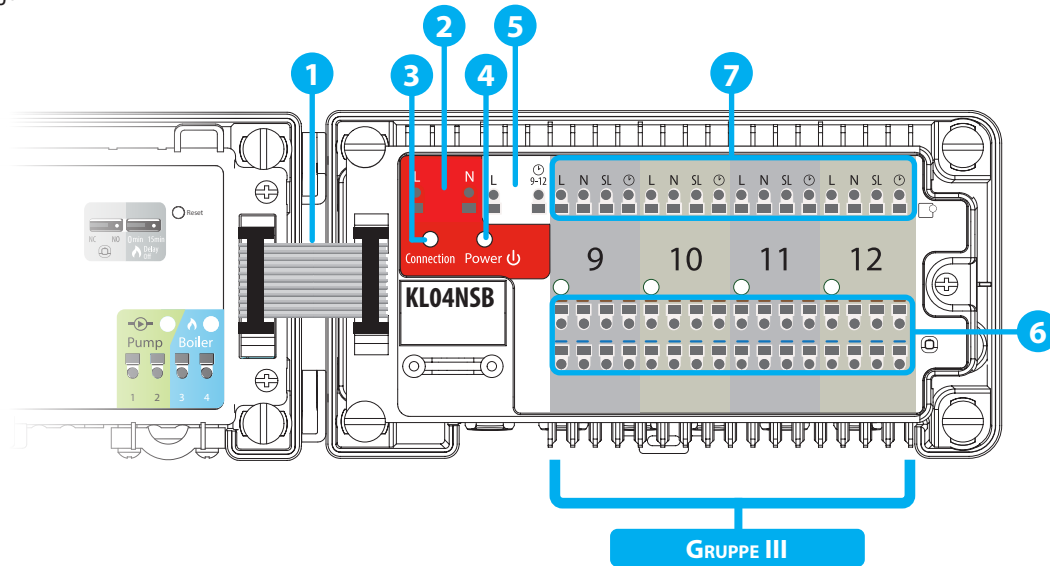 1
2
3
4
5
7
L N
L 9-12
L N SL L N SL L N SL L N SL
Reset
NC NO 0min 15min
Delay
Off
Connection Power
9 10 11 12
KL04NSB
Pump Boiler
1 2 3 4
6
GRUPPE III